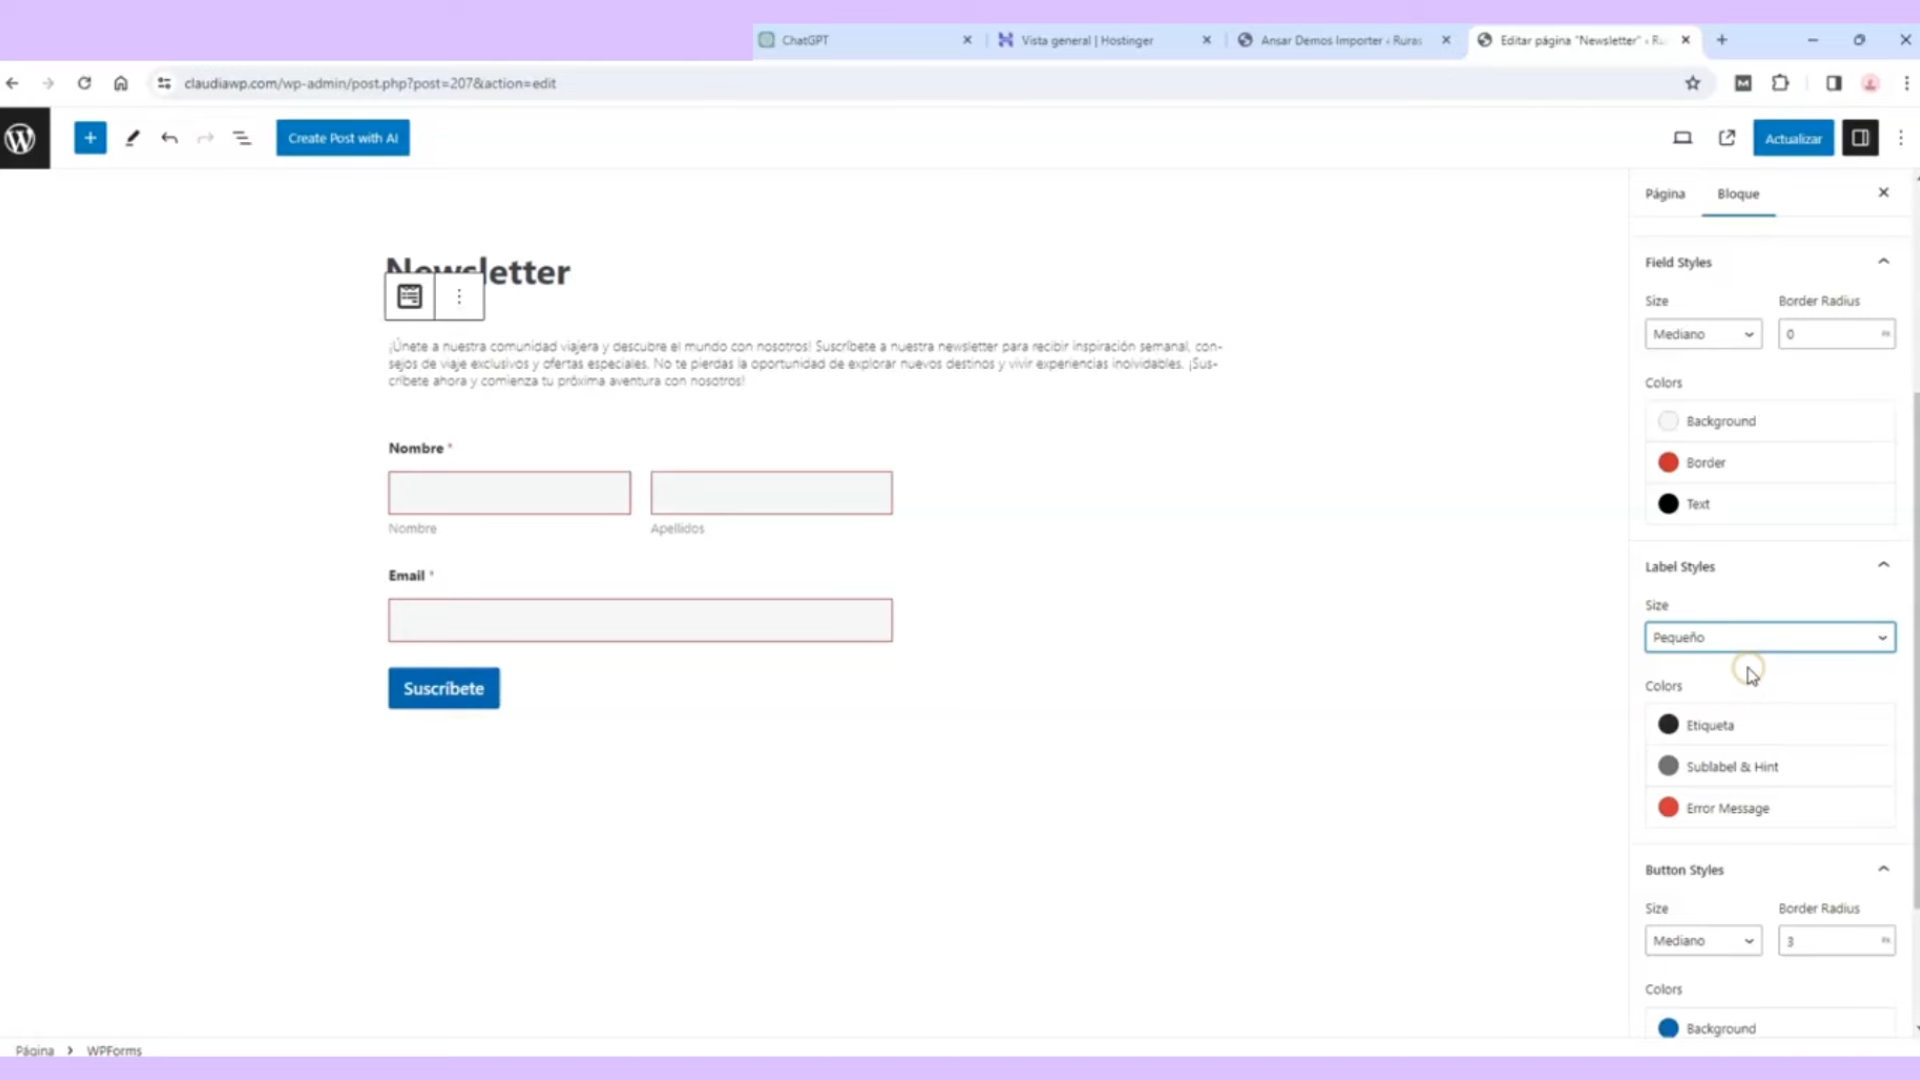 ChatGPT
Vista general | Hostinger
Ansar Demos Importer ‹ Ruras
Editar página "Newsletter" ‹ Ru
claudiawp.com/wp-admin/post.php?post=207&action=edit
Create Post with AI
Actualizar
Página
Bloque
Newsletter
¡Únete a nuestra comunidad viajera y descubre el mundo con nosotros! Suscríbete a nuestra newsletter para recibir inspiración semanal, con-
sejos de viaje exclusivos y ofertas especiales. No te pierdas la oportunidad de explorar nuevos destinos y vivir experiencias inolvidables. ¡Sus-
críbete ahora y comienza tu próxima aventura con nosotros!
Nombre *
Nombre
Apellidos
Email *
Suscríbete
Field Styles
Size
Border Radius
Mediano
0
Colors
Background
Border
Text
Label Styles
Size
Pequeño
Colors
Etiqueta
Sublabel & Hint
Error Message
Button Styles
Size
Border Radius
Mediano
3
Colors
Background
Página > WPForms